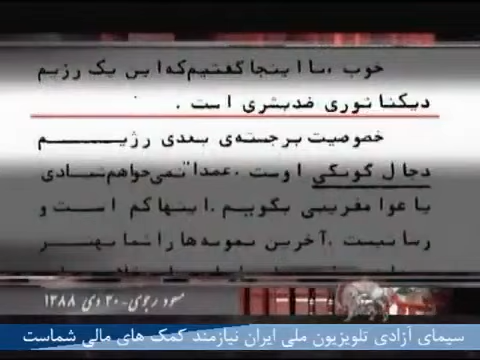 خوب ،تا اینجا گفتیم که این یک رژیم
دیکتاتوری ضدبشری است .
خصوصیت برجسته‌ی بعدی رژیم
دجال گونگی اوست .عمدا" نمی‌خواهم شیادی
یا عوامفریبی بگویم .اینها کم است و
رسا نیست .آخرین نمونه‌ها را شما بهتر
مسعود رجوی - ۲۰ دی ۱۳۸۸
سیمای آزادی تلویزیون ملی ایران نیازمند کمک های مالی شماست